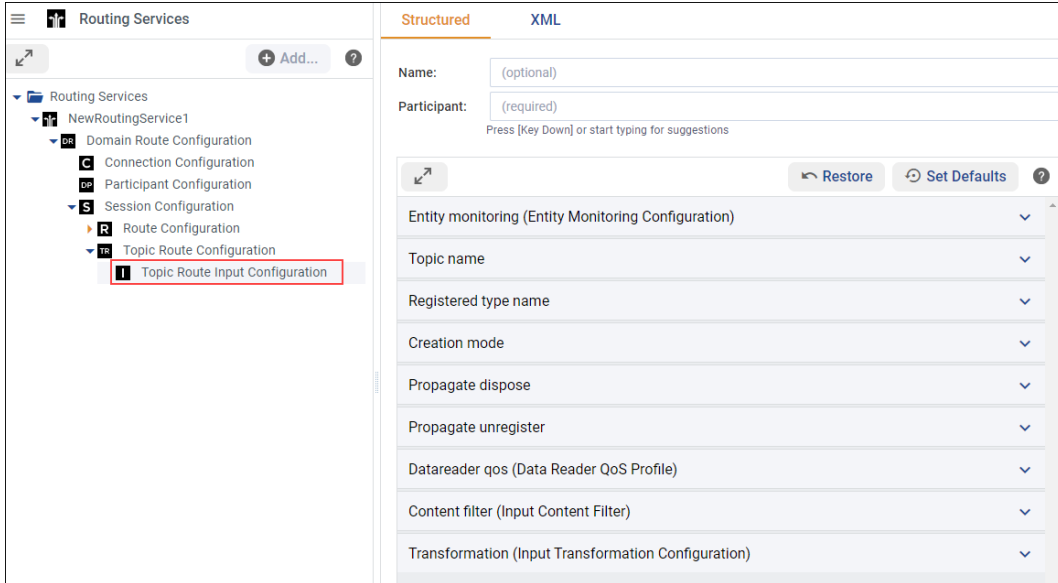 Routing Services
Add...
?
Routing Services
NewRoutingService1
DR Domain Route Configuration
C Connection Configuration
DP Participant Configuration
S Session Configuration
R Route Configuration
TR Topic Route Configuration
I Topic Route Input Configuration
Structured XML
Name: (optional)
Participant: (required)
Press [Key Down] or start typing for suggestions
Restore Set Defaults ?
Entity monitoring (Entity Monitoring Configuration)
Topic name
Registered type name
Creation mode
Propagate dispose
Propagate unregister
Datareader qos (Data Reader QoS Profile)
Content filter (Input Content Filter)
Transformation (Input Transformation Configuration)